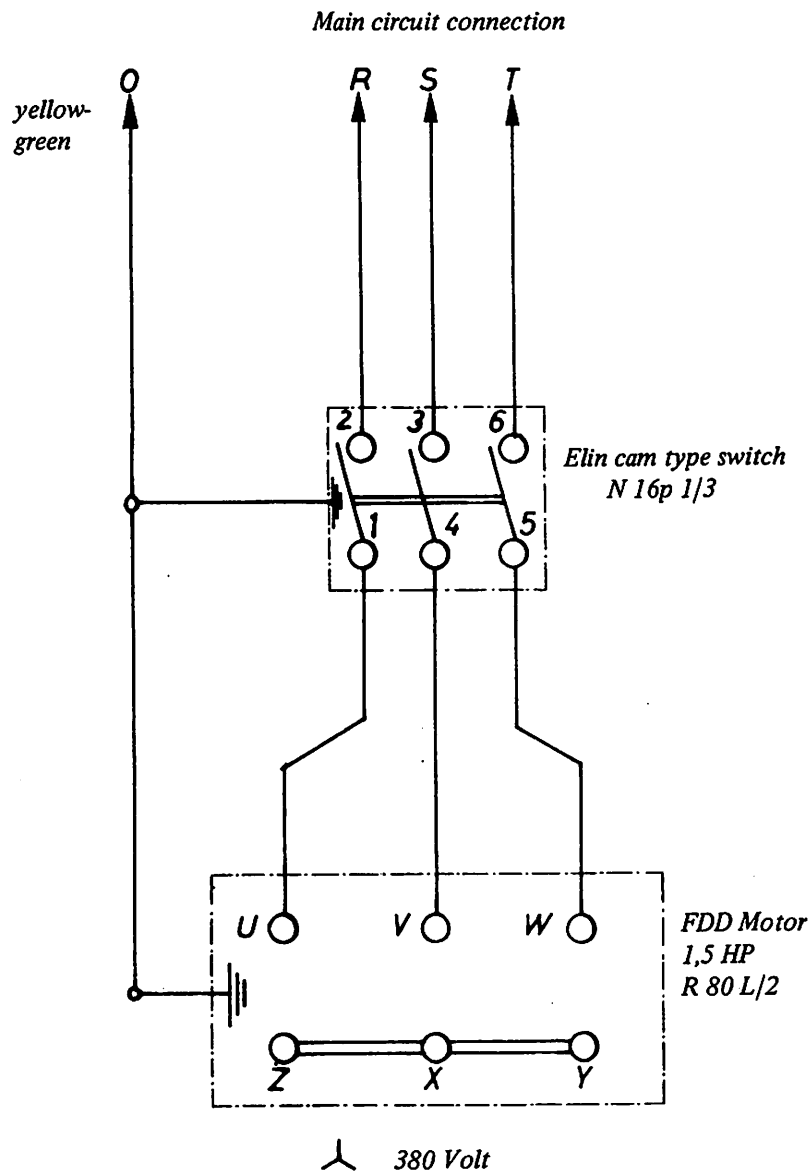 Main circuit connection
O R S T
yellow-
green
2 3 6
Elin cam type switch
N 16p 1/3
1 4 5
U V W
FDD Motor
1,5 HP
R 80 L/2
Z X Y
380 Volt